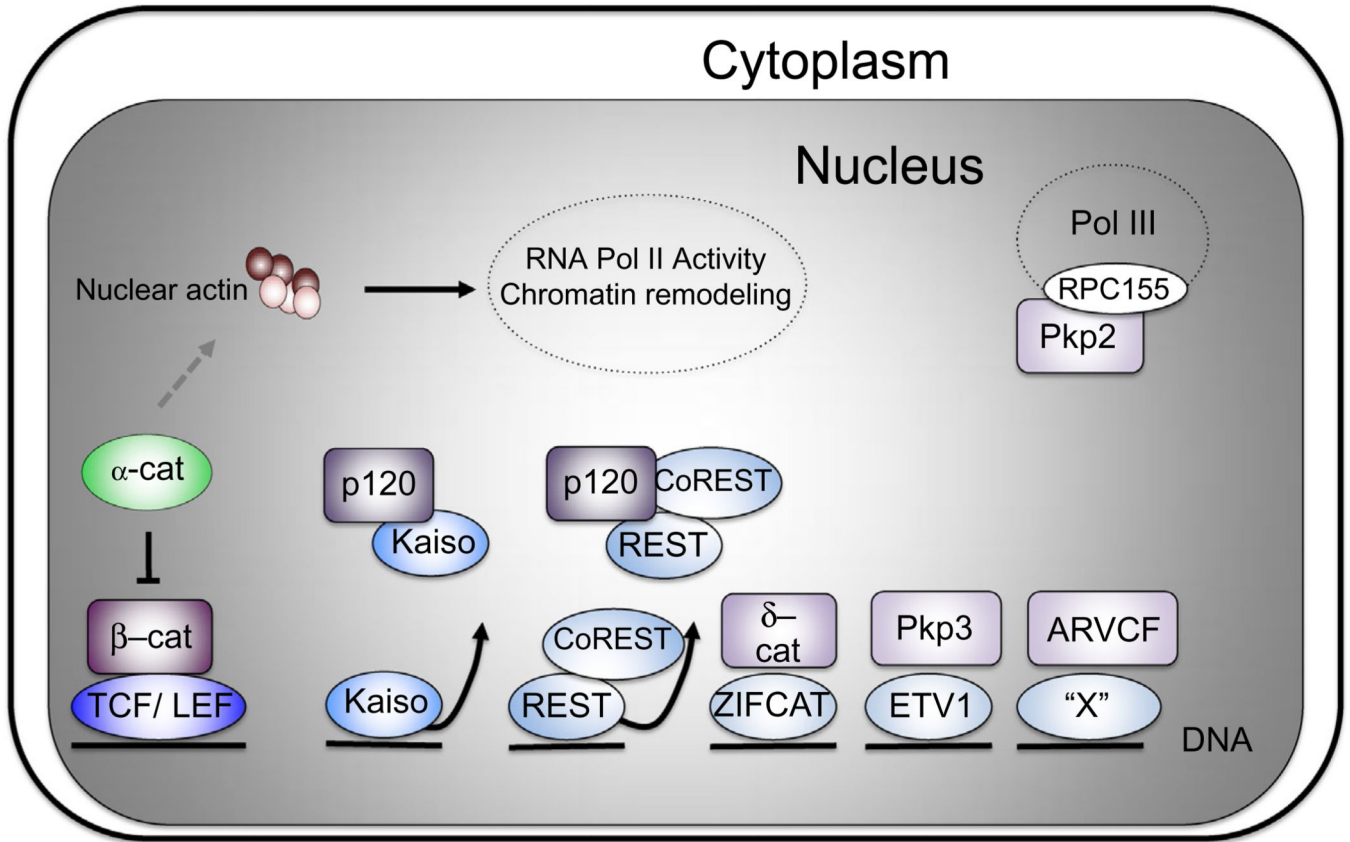 Cytoplasm
Nucleus
Pol III
RPC155
Pkp2
RNA Pol II Activity
Chromatin remodeling
Nuclear actin
α-cat
p120
Kaiso
p120
CoREST
REST
β–cat
TCF/ LEF
Kaiso
CoREST
REST
δ–
cat
ZIFCAT
Pkp3
ETV1
ARVCF
“X”
DNA